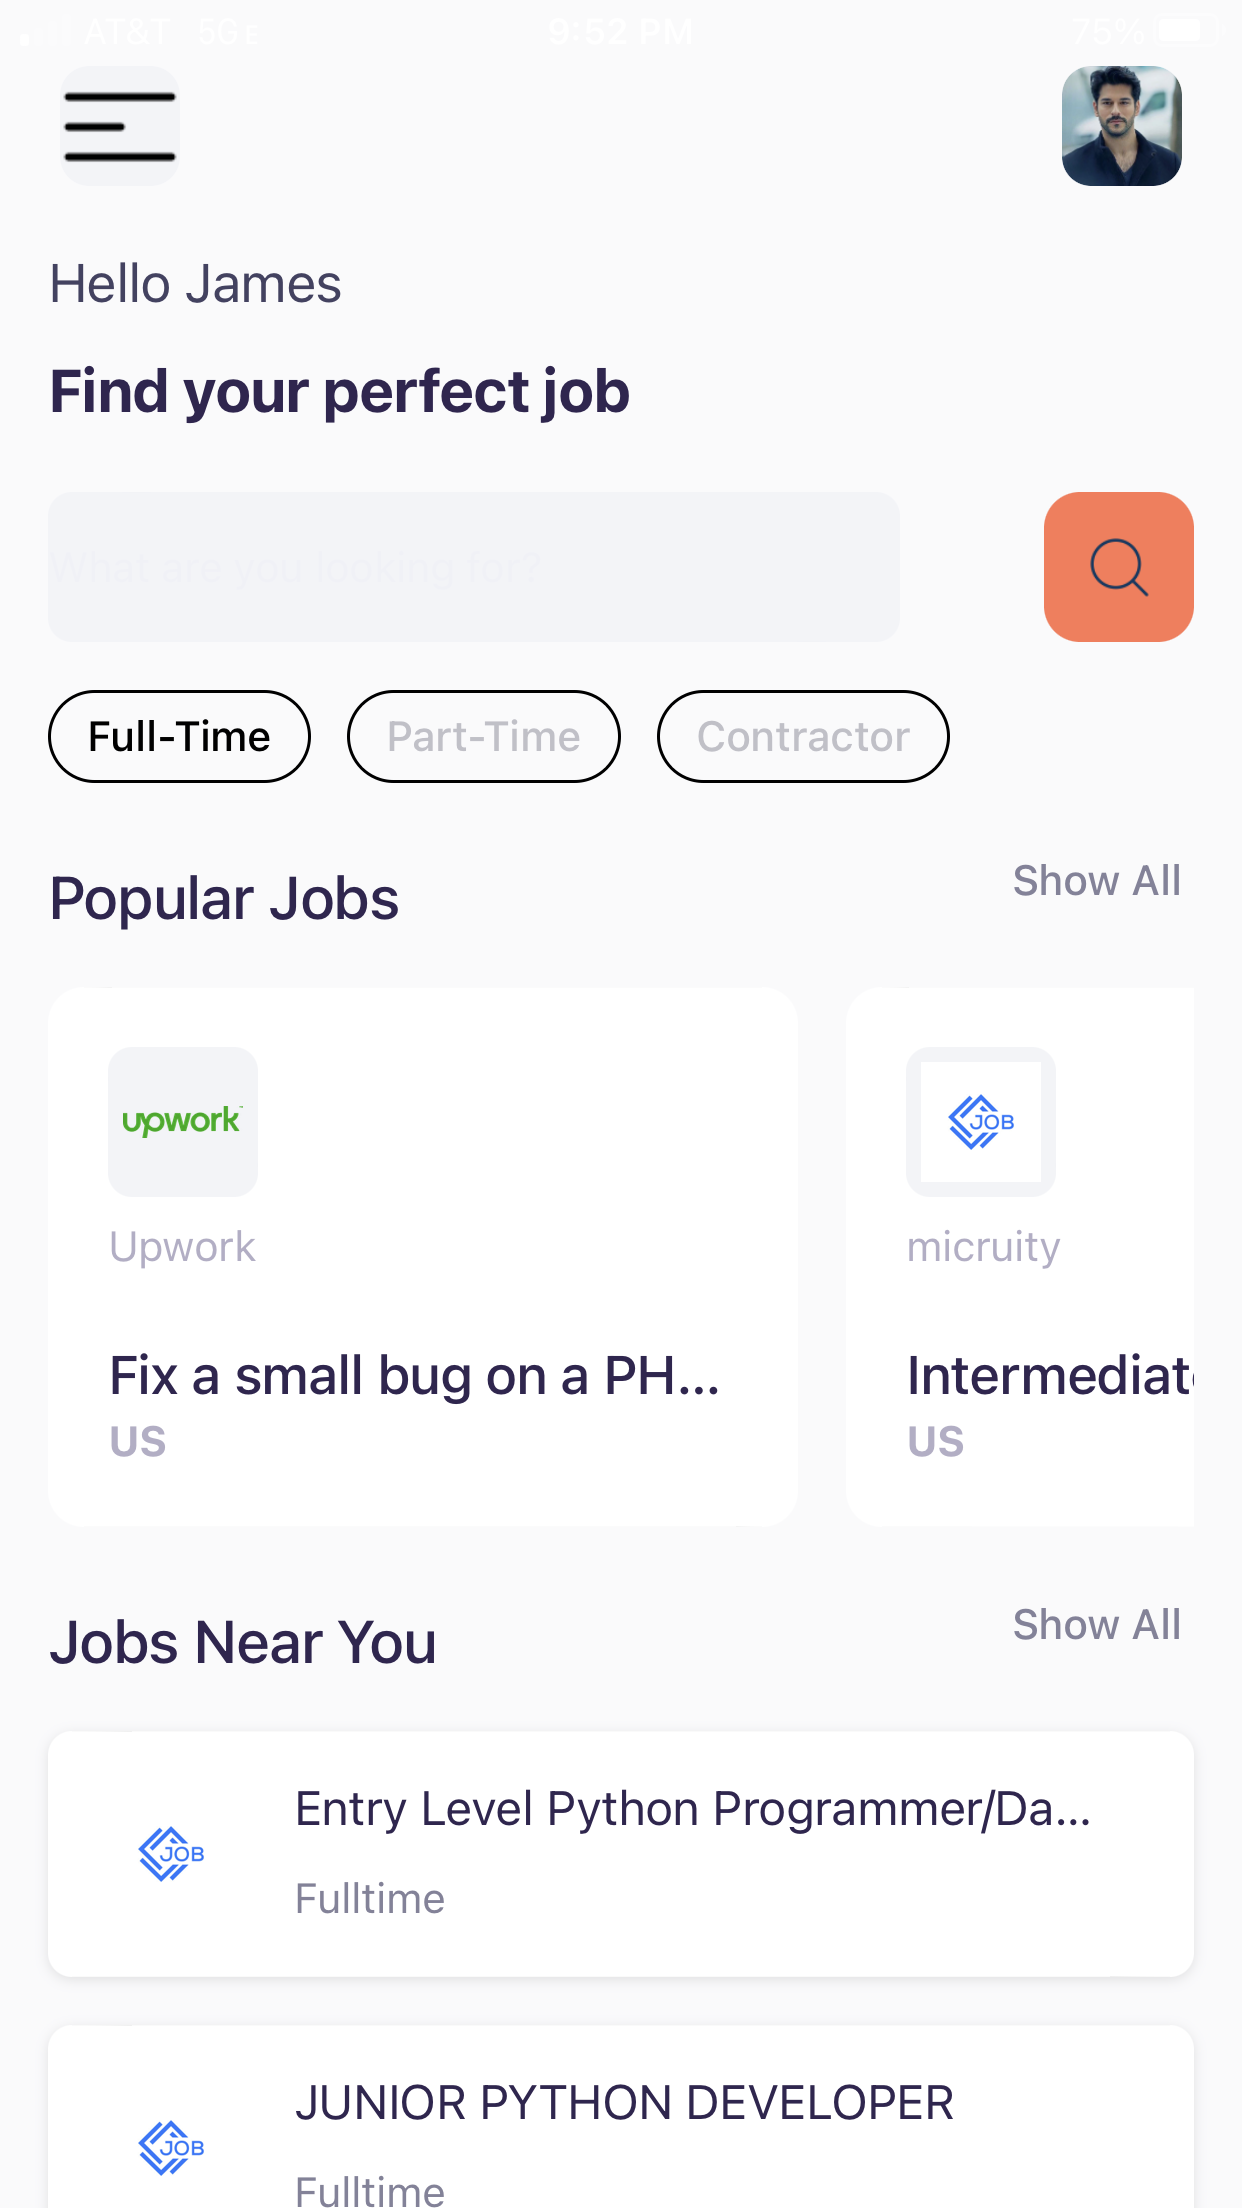 AT&T 5G E 9:52 PM 75%
Hello James
Find your perfect job
What are you looking for?
Full-Time Part-Time Contractor
Popular Jobs Show All
upwork JOB
Upwork micruity
Fix a small bug on a PH... Intermediate
US US
Jobs Near You Show All
Entry Level Python Programmer/Da...
JOB
Fulltime
JUNIOR PYTHON DEVELOPER
JOB
Fulltime